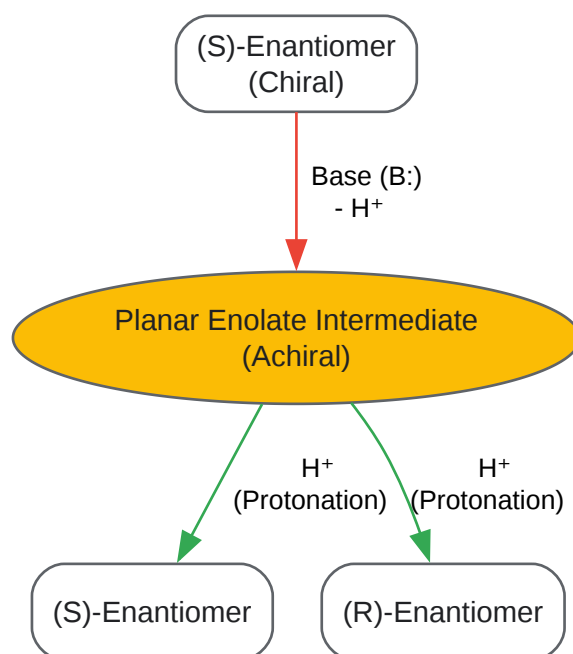 (S)-Enantiomer
(Chiral)
Base (B:)
- H⁺
Planar Enolate Intermediate
(Achiral)
H⁺
(Protonation)
H⁺
(Protonation)
(S)-Enantiomer
(R)-Enantiomer